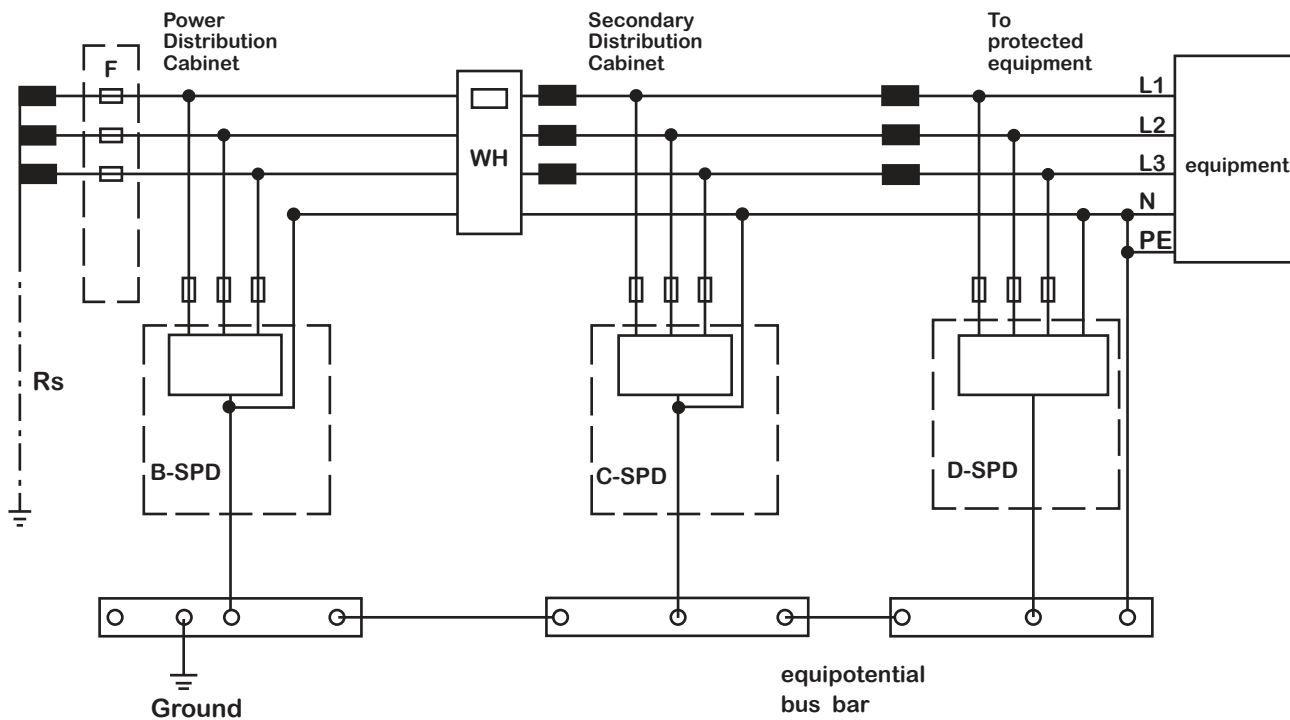 Power
Distribution
Cabinet
Secondary
Distribution
Cabinet
To
protected
equipment
F
L1
L2
WH
L3
equipment
N
PE
Rs
B-SPD
C-SPD
D-SPD
equipotential
bus bar
Ground